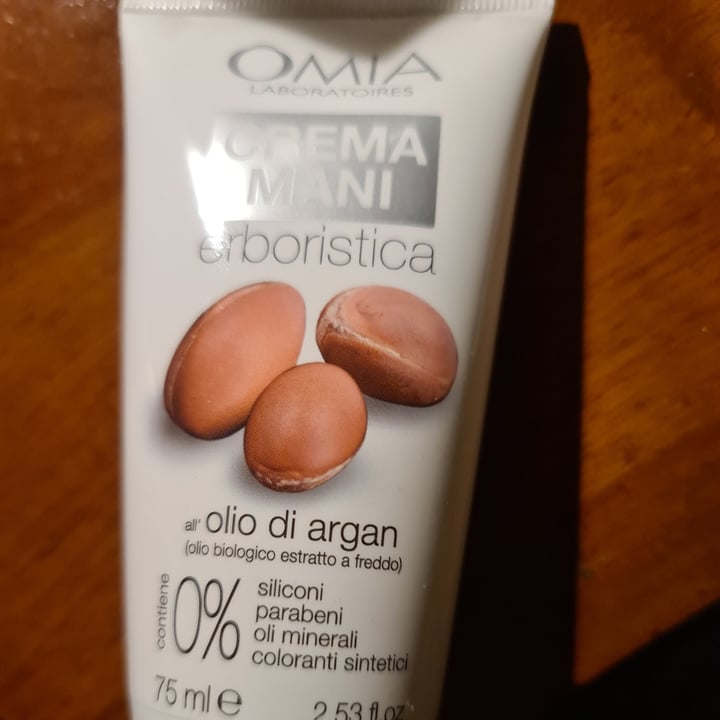 OMIA
LABORATOIRES
CREMA
MANI
erboristica
all' olio di argan
(olio biologico estratto a freddo)
contiene
0%
siliconi
parabeni
oli minerali
coloranti sintetici
75 ml e 2.53 fl oz